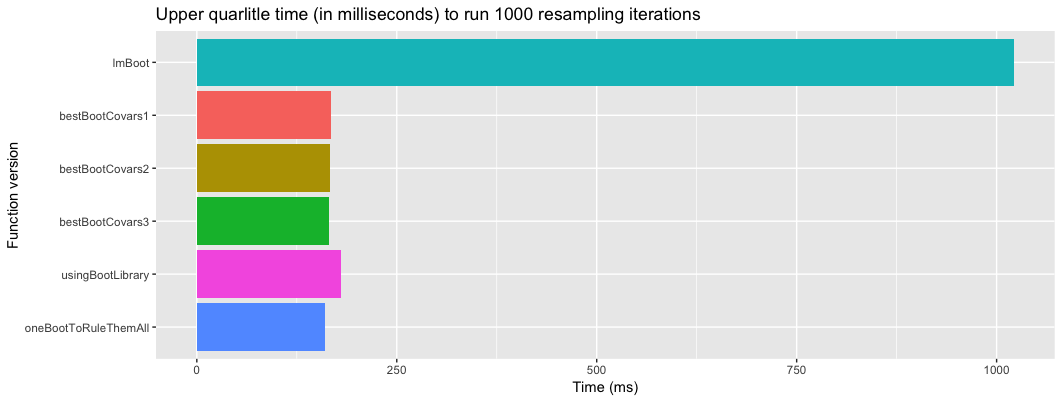 Upper quarlitle time (in milliseconds) to run 1000 resampling iterations
Function version
lmBoot
bestBootCovars1
bestBootCovars2
bestBootCovars3
usingBootLibrary
oneBootToRuleThemAll
0 250 500 750 1000
Time (ms)